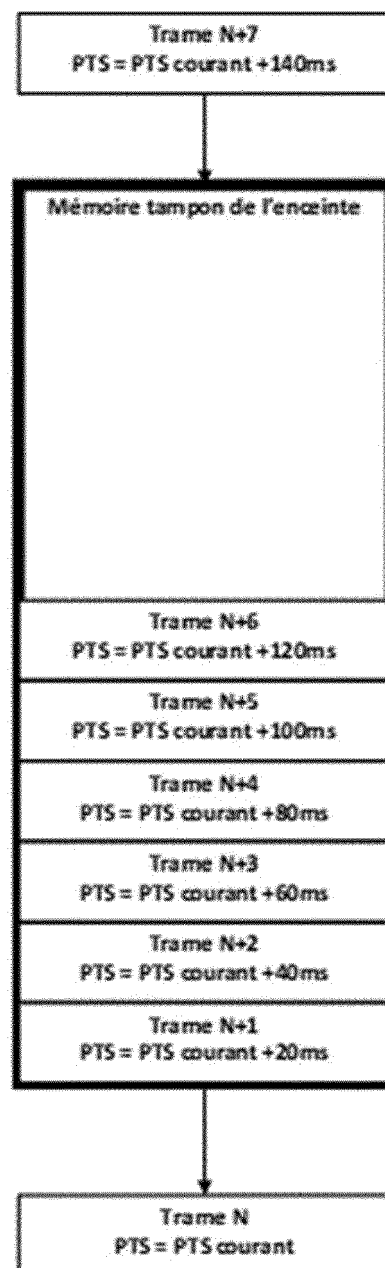 Trame N+7
PTS = PTS courant +140ms
Mémoire tampon de l'enceinte
Trame N+6
PTS = PTS courant +120ms
Trame N+5
PTS = PTS courant +100ms
Trame N+4
PTS = PTS courant +80ms
Trame N+3
PTS = PTS courant +60ms
Trame N+2
PTS = PTS courant +40ms
Trame N+1
PTS = PTS courant +20ms
Trame N
PTS = PTS courant